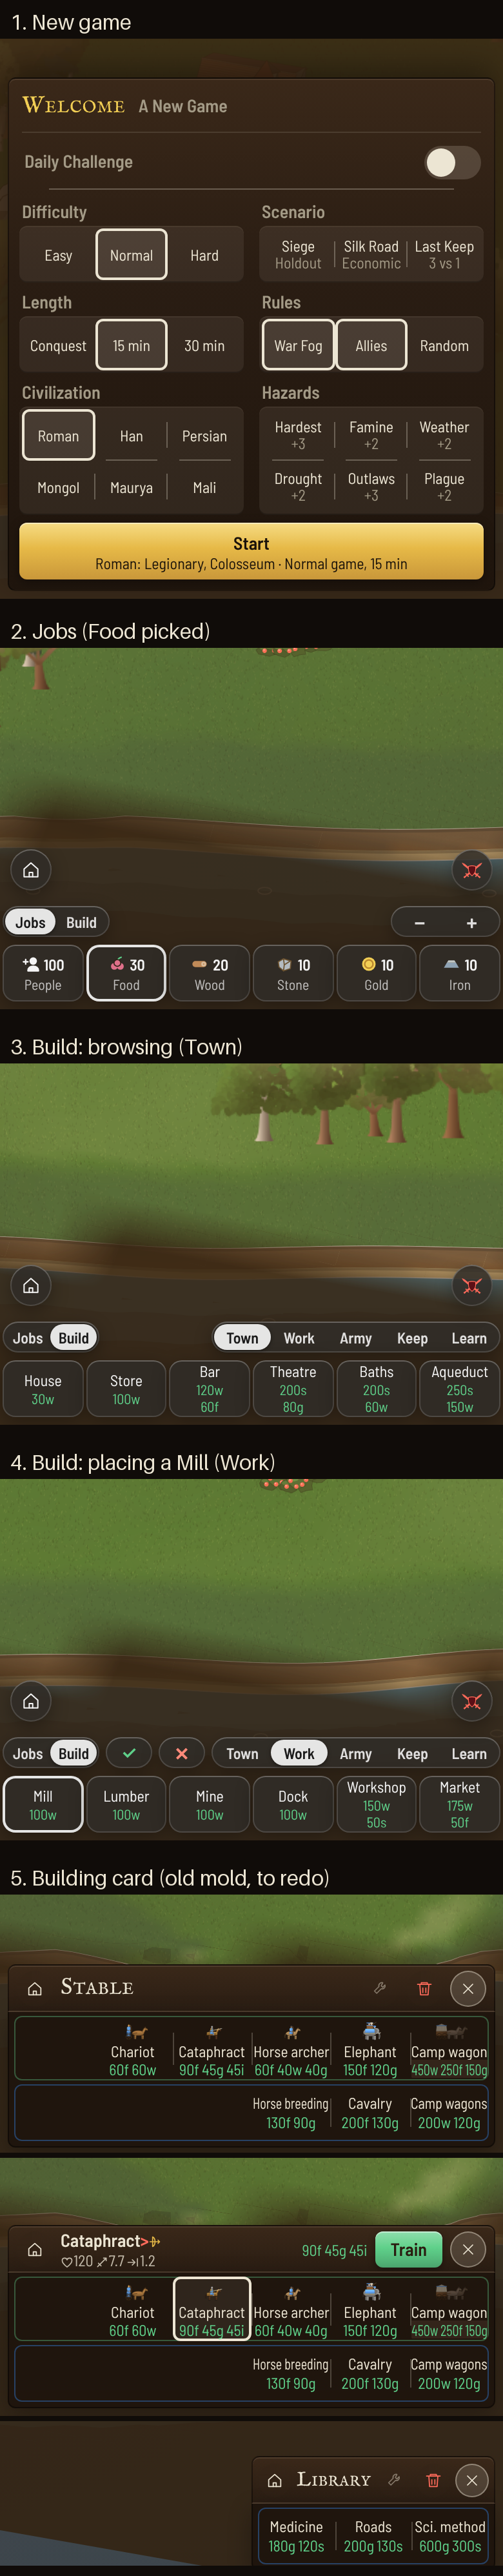 1. New game
Welcome A New Game
Daily Challenge
Difficulty
Easy Normal Hard
Scenario
Siege Silk Road Last Keep
Holdout Economic 3 vs 1
Length
Conquest 15 min 30 min
Rules
War Fog Allies Random
Civilization
Roman Han Persian
Mongol Maurya Mali
Hazards
Hardest Famine Weather
+3 +2 +2
Drought Outlaws Plague
+2 +3 +2
Start
Roman: Legionary, Colosseum · Normal game, 15 min
2. Jobs (Food picked)
Jobs Build − +
100 30 20 10 10 10
People Food Wood Stone Gold Iron
3. Build: browsing (Town)
Jobs Build Town Work Army Keep Learn
House Store Bar Theatre Baths Aqueduct
30w 100w 120w 200s 200s 250s
60f 80g 60w 150w
4. Build: placing a Mill (Work)
Jobs Build Town Work Army Keep Learn
Mill Lumber Mine Dock Workshop Market
100w 100w 100w 100w 150w 175w
50s 50f
5. Building card (old mold, to redo)
Stable
Chariot Cataphract Horse archer Elephant Camp wagon
60f 60w 90f 45g 45i 60f 40w 40g 150f 120g 450w 250f 150g
Horse breeding Cavalry Camp wagons
130f 90g 200f 130g 200w 120g
Cataphract>
120 7.7 1.2
90f 45g 45i Train
Chariot Cataphract Horse archer Elephant Camp wagon
60f 60w 90f 45g 45i 60f 40w 40g 150f 120g 450w 250f 150g
Horse breeding Cavalry Camp wagons
130f 90g 200f 130g 200w 120g
Library
Medicine Roads Sci. method
180g 120s 200g 130s 600g 300s